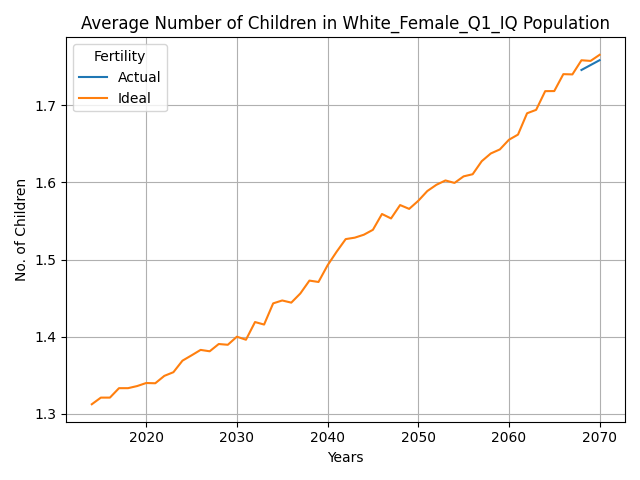 Average Number of Children in White_Female_Q1_IQ Population
Fertility
Actual
Ideal
No. of Children
1.7
1.6
1.5
1.4
1.3
2020 2030 2040 2050 2060 2070
Years